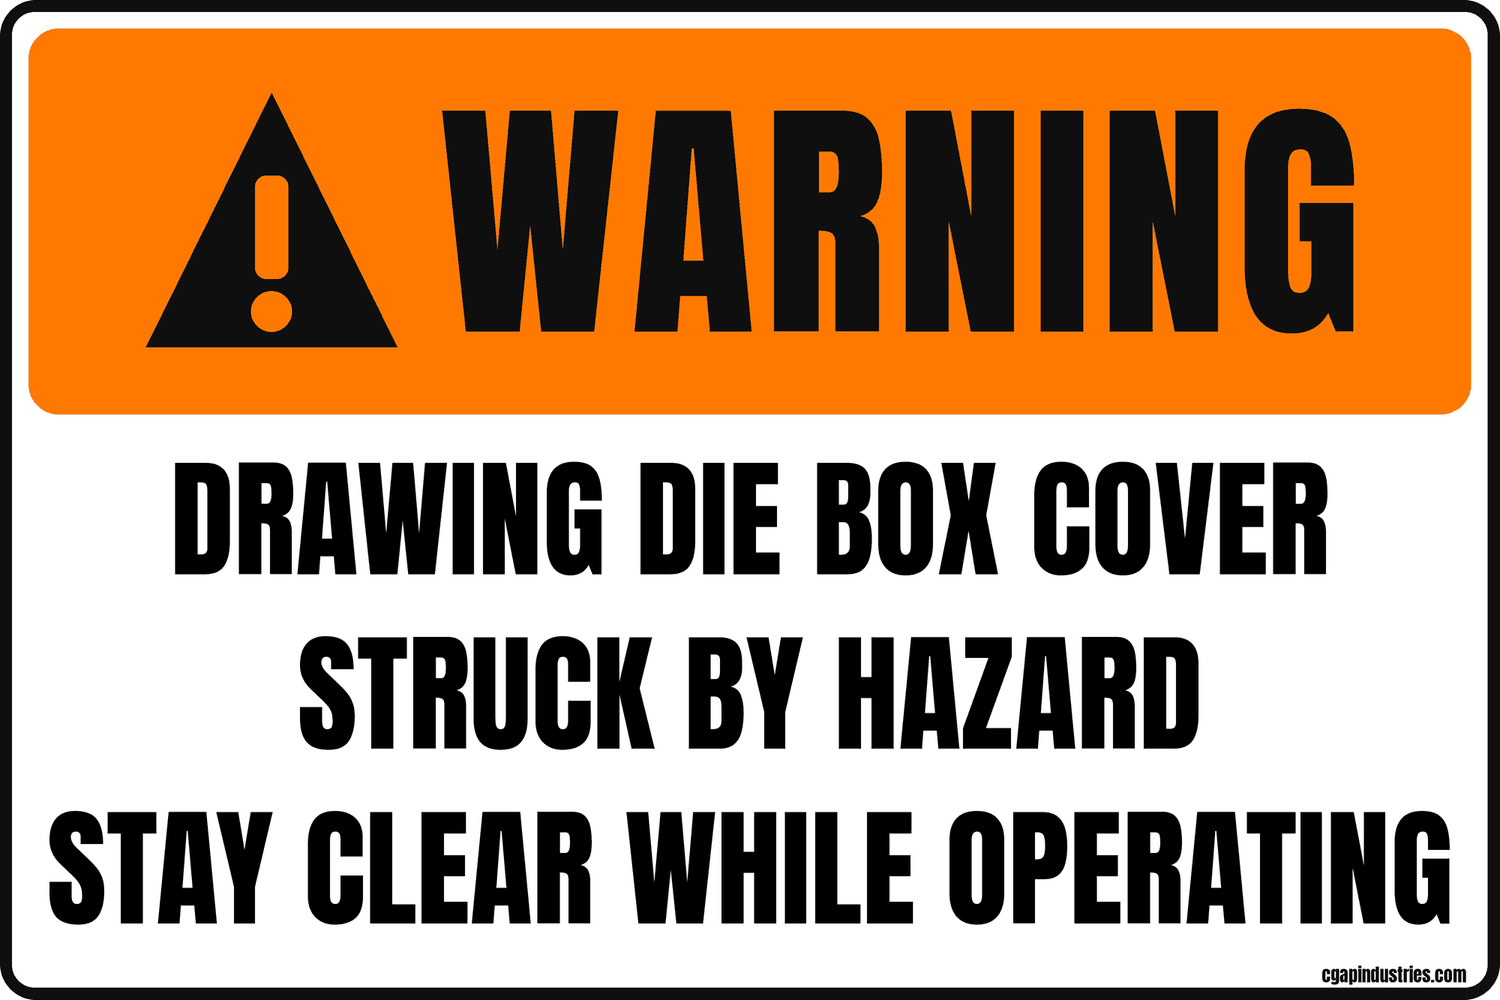 WARNING
DRAWING DIE BOX COVER
STRUCK BY HAZARD
STAY CLEAR WHILE OPERATING
cgapindustries.com